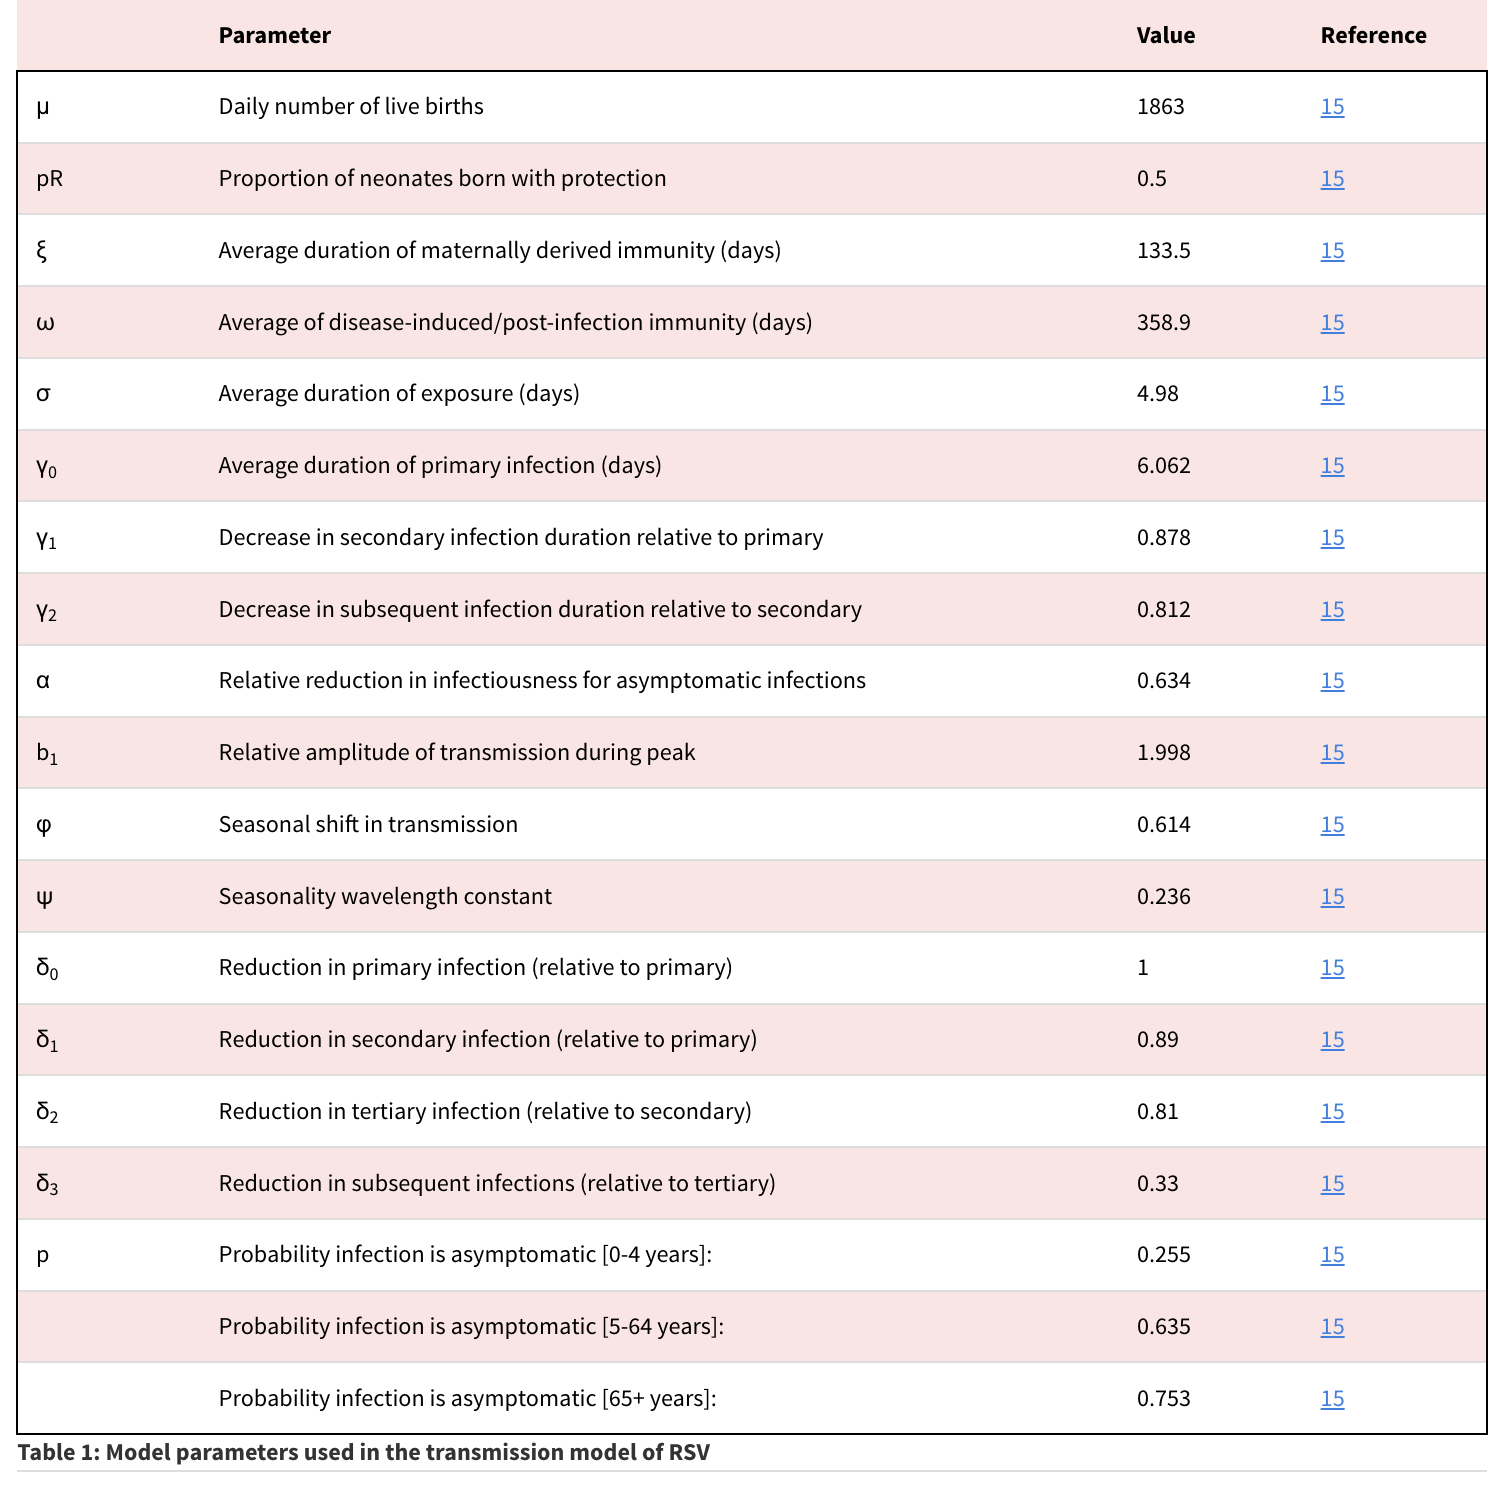 Parameter Value Reference
μ Daily number of live births 1863 15
pR Proportion of neonates born with protection 0.5 15
ξ Average duration of maternally derived immunity (days) 133.5 15
ω Average of disease-induced/post-infection immunity (days) 358.9 15
σ Average duration of exposure (days) 4.98 15
γ₀ Average duration of primary infection (days) 6.062 15
γ₁ Decrease in secondary infection duration relative to primary 0.878 15
γ₂ Decrease in subsequent infection duration relative to secondary 0.812 15
α Relative reduction in infectiousness for asymptomatic infections 0.634 15
b₁ Relative amplitude of transmission during peak 1.998 15
φ Seasonal shift in transmission 0.614 15
ψ Seasonality wavelength constant 0.236 15
δ₀ Reduction in primary infection (relative to primary) 1 15
δ₁ Reduction in secondary infection (relative to primary) 0.89 15
δ₂ Reduction in tertiary infection (relative to secondary) 0.81 15
δ₃ Reduction in subsequent infections (relative to tertiary) 0.33 15
p Probability infection is asymptomatic [0-4 years]: 0.255 15
Probability infection is asymptomatic [5-64 years]: 0.635 15
Probability infection is asymptomatic [65+ years]: 0.753 15
Table 1: Model parameters used in the transmission model of RSV